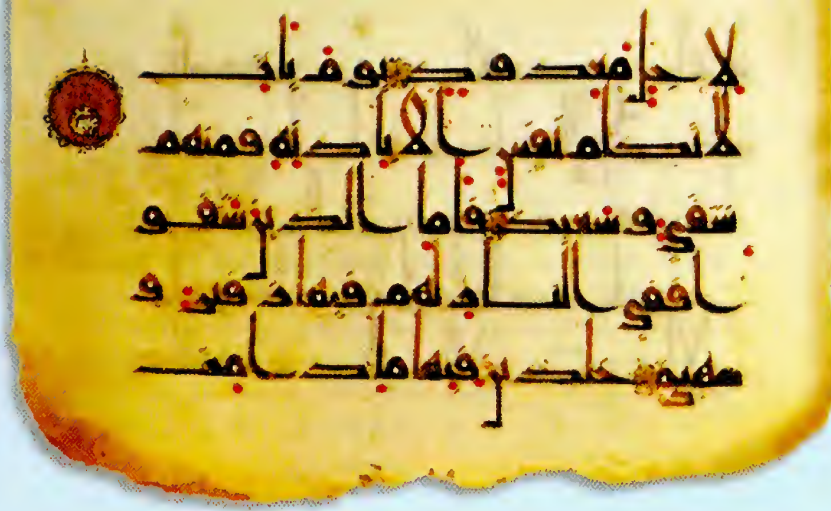 لاجل معدود يوم يات
لا تكلم نفس الا باذنه فمنهم
شقي و سعيد فاما الذين شقو
ا ففي النار لهم فيها زفير و
شهيق خلدين فيها ما دامت